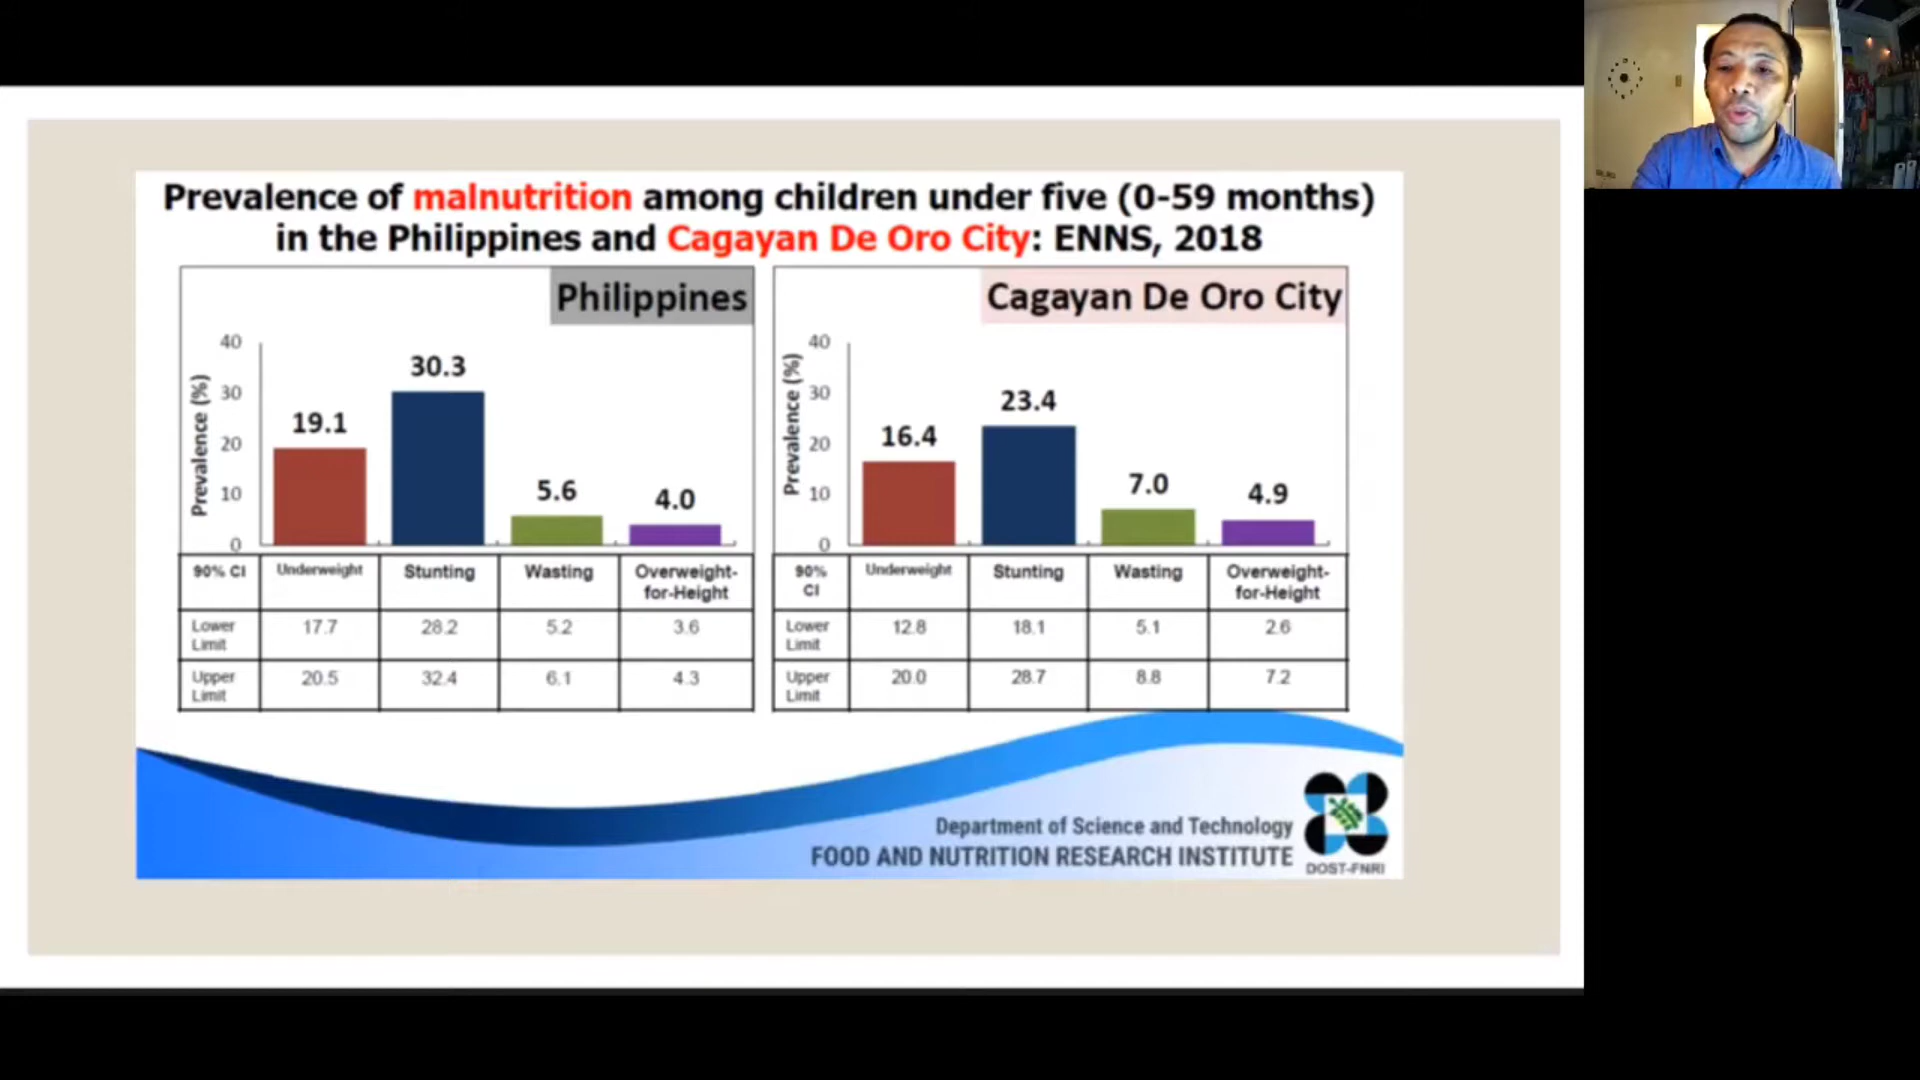 Prevalence of malnutrition among children under five (0-59 months)
in the Philippines and Cagayan De Oro City: ENNS, 2018
Philippines
Prevalence (%)
40
30
20
10
0
19.1
30.3
5.6
4.0
90% CI Underweight Stunting Wasting Overweight-for-Height
Lower Limit 17.7 28.2 5.2 3.6
Upper Limit 20.5 32.4 6.1 4.3
Cagayan De Oro City
Prevalence (%)
40
30
20
10
0
16.4
23.4
7.0
4.9
90% CI Underweight Stunting Wasting Overweight-for-Height
Lower Limit 12.8 18.1 5.1 2.6
Upper Limit 20.0 28.7 8.8 7.2
Department of Science and Technology
FOOD AND NUTRITION RESEARCH INSTITUTE
DOST-FNRI